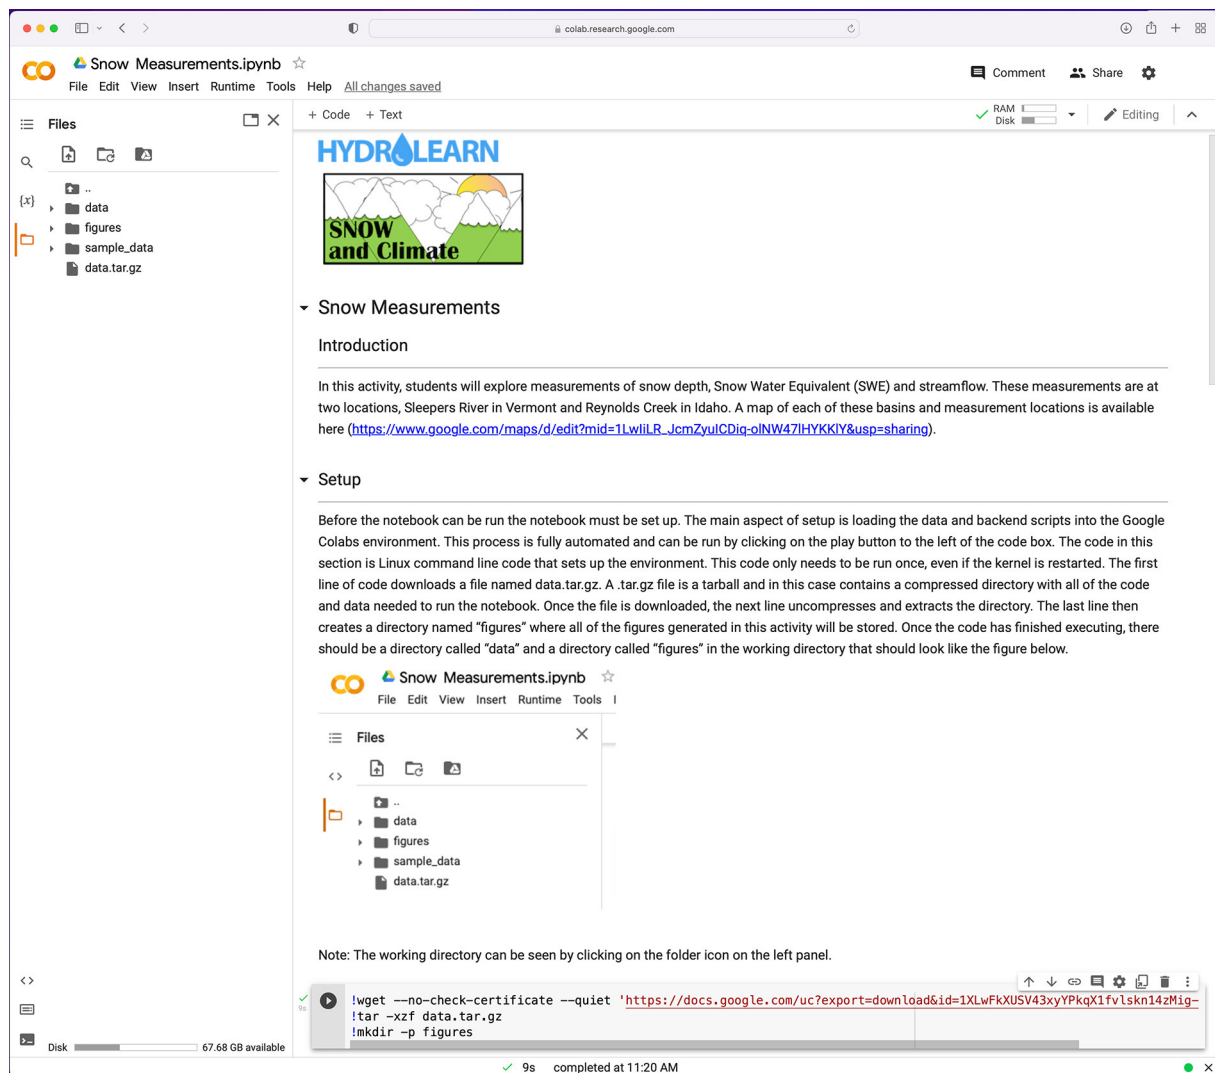 colab.research.google.com
Snow Measurements.ipynb
File Edit View Insert Runtime Tools Help All changes saved
Comment Share
Files
+ Code + Text
RAM
Disk
Editing
{x}
..
data
figures
sample_data
data.tar.gz
HYDROLEARN
SNOW
and Climate
Snow Measurements
Introduction
In this activity, students will explore measurements of snow depth, Snow Water Equivalent (SWE) and streamflow. These measurements are at
two locations, Sleepers River in Vermont and Reynolds Creek in Idaho. A map of each of these basins and measurement locations is available
here (https://www.google.com/maps/d/edit?mid=1LwIiLR_JcmZyuICDiq-olNW47lHYKKlY&usp=sharing).
Setup
Before the notebook can be run the notebook must be set up. The main aspect of setup is loading the data and backend scripts into the Google
Colabs environment. This process is fully automated and can be run by clicking on the play button to the left of the code box. The code in this
section is Linux command line code that sets up the environment. This code only needs to be run once, even if the kernel is restarted. The first
line of code downloads a file named data.tar.gz. A .tar.gz file is a tarball and in this case contains a compressed directory with all of the code
and data needed to run the notebook. Once the file is downloaded, the next line uncompresses and extracts the directory. The last line then
creates a directory named “figures” where all of the figures generated in this activity will be stored. Once the code has finished executing, there
should be a directory called “data” and a directory called “figures” in the working directory that should look like the figure below.
Snow Measurements.ipynb
File Edit View Insert Runtime Tools
Files
..
data
figures
sample_data
data.tar.gz
Note: The working directory can be seen by clicking on the folder icon on the left panel.
9s
!wget --no-check-certificate --quiet 'https://docs.google.com/uc?export=download&id=1XLwFkXUSV43xyYPkqX1fvlskn14zMig-
!tar -xzf data.tar.gz
!mkdir -p figures
Disk 67.68 GB available
9s completed at 11:20 AM